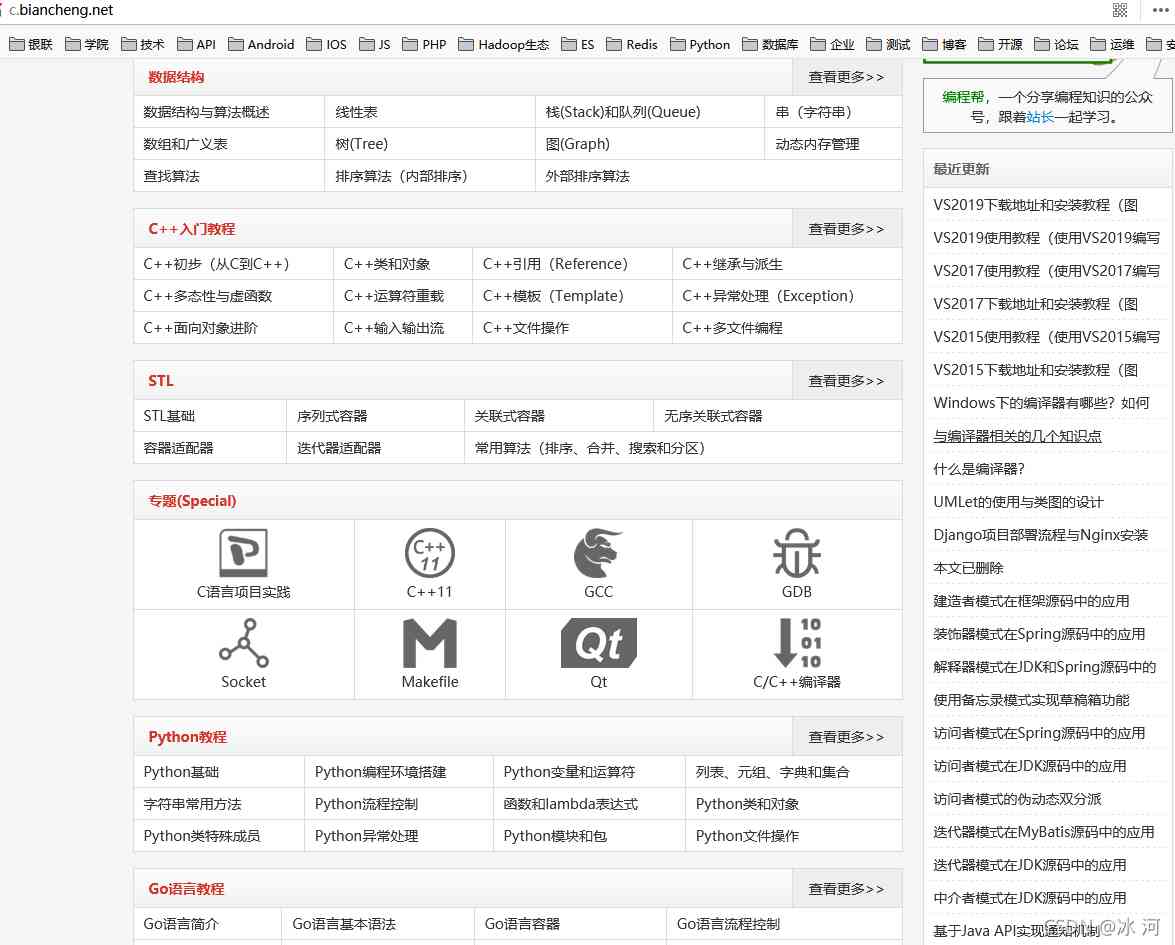 c.biancheng.net
银联 学院 技术 API Android IOS JS PHP Hadoop生态 ES Redis Python 数据库 企业 测试 博客 开源 论坛 运维
数据结构 查看更多>>
数据结构与算法概述 线性表 栈(Stack)和队列(Queue) 串（字符串）
数组和广义表 树(Tree) 图(Graph) 动态内存管理
查找算法 排序算法（内部排序） 外部排序算法
C++入门教程 查看更多>>
C++初步（从C到C++） C++类和对象 C++引用（Reference） C++继承与派生
C++多态性与虚函数 C++运算符重载 C++模板（Template） C++异常处理（Exception）
C++面向对象进阶 C++输入输出流 C++文件操作 C++多文件编程
STL 查看更多>>
STL基础 序列式容器 关联式容器 无序关联式容器
容器适配器 迭代器适配器 常用算法（排序、合并、搜索和分区）
专题(Special)
C++
11
C语言项目实践 C++11 GCC GDB
Qt
10
01
10
Socket Makefile Qt C/C++编译器
Python教程 查看更多>>
Python基础 Python编程环境搭建 Python变量和运算符 列表、元组、字典和集合
字符串常用方法 Python流程控制 函数和lambda表达式 Python类和对象
Python类特殊成员 Python异常处理 Python模块和包 Python文件操作
Go语言教程 查看更多>>
Go语言简介 Go语言基本语法 Go语言容器 Go语言流程控制
编程帮，一个分享编程知识的公众
号，跟着站长一起学习。
最近更新
VS2019下载地址和安装教程（图
VS2019使用教程（使用VS2019编写
VS2017使用教程（使用VS2017编写
VS2017下载地址和安装教程（图
VS2015使用教程（使用VS2015编写
VS2015下载地址和安装教程（图
Windows下的编译器有哪些？如何
与编译器相关的几个知识点
什么是编译器？
UMLet的使用与类图的设计
Django项目部署流程与Nginx安装
本文已删除
建造者模式在框架源码中的应用
装饰器模式在Spring源码中的应用
解释器模式在JDK和Spring源码中的
使用备忘录模式实现草稿箱功能
访问者模式在Spring源码中的应用
访问者模式在JDK源码中的应用
访问者模式的伪动态双分派
迭代器模式在MyBatis源码中的应用
迭代器模式在JDK源码中的应用
中介者模式在JDK源码中的应用
基于Java API实现通知机制
CSDN @冰 河